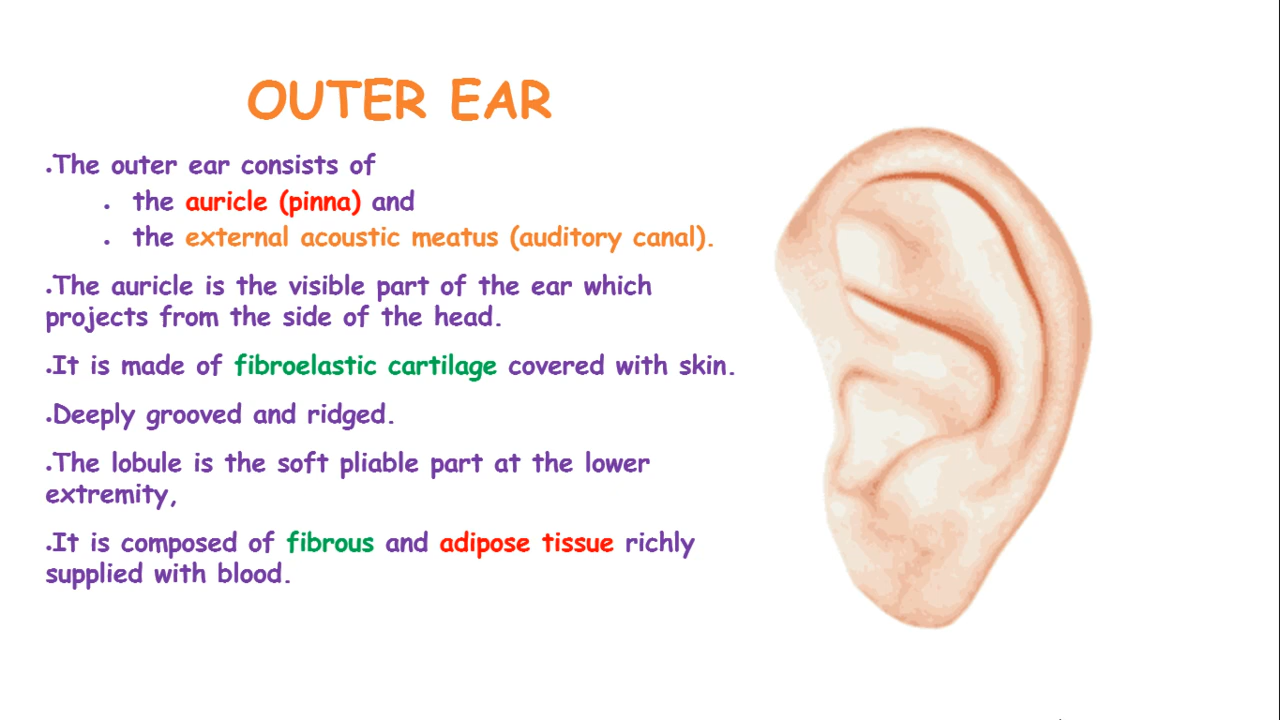 OUTER EAR
•The outer ear consists of
• the auricle (pinna) and
• the external acoustic meatus (auditory canal).
•The auricle is the visible part of the ear which
projects from the side of the head.
•It is made of fibroelastic cartilage covered with skin.
•Deeply grooved and ridged.
•The lobule is the soft pliable part at the lower
extremity,
•It is composed of fibrous and adipose tissue richly
supplied with blood.